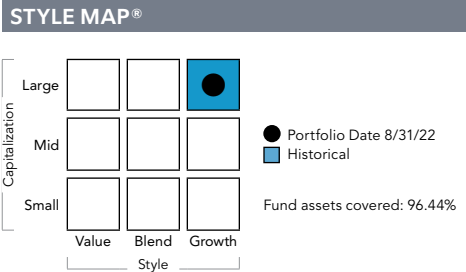 STYLE MAP®
Large
Mid
Small
Capitalization
Value Blend Growth
Style
Portfolio Date 8/31/22
Historical
Fund assets covered: 96.44%